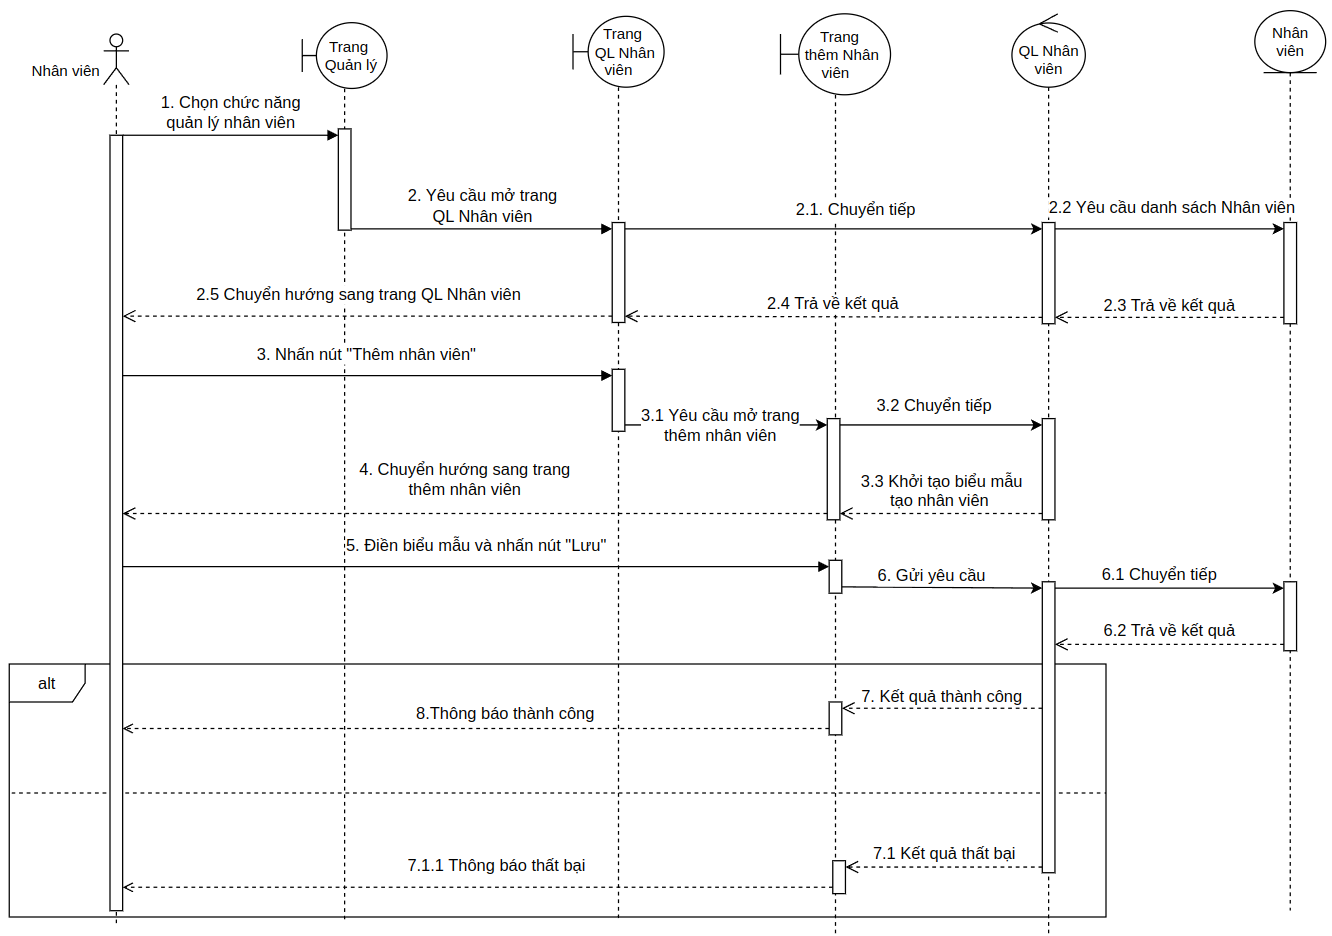 Nhân viên
Trang
Quản lý
Trang
QL Nhân
viên
Trang
thêm Nhân
viên
QL Nhân
viên
Nhân
viên
1. Chọn chức năng
quản lý nhân viên
2. Yêu cầu mở trang
QL Nhân viên
2.1. Chuyển tiếp
2.2 Yêu cầu danh sách Nhân viên
2.5 Chuyển hướng sang trang QL Nhân viên
2.4 Trả về kết quả
2.3 Trả về kết quả
3. Nhấn nút "Thêm nhân viên"
3.1 Yêu cầu mở trang
thêm nhân viên
3.2 Chuyển tiếp
4. Chuyển hướng sang trang
thêm nhân viên
3.3 Khởi tạo biểu mẫu
tạo nhân viên
5. Điền biểu mẫu và nhấn nút "Lưu"
6. Gửi yêu cầu
6.1 Chuyển tiếp
6.2 Trả về kết quả
alt
7. Kết quả thành công
8.Thông báo thành công
7.1 Kết quả thất bại
7.1.1 Thông báo thất bại